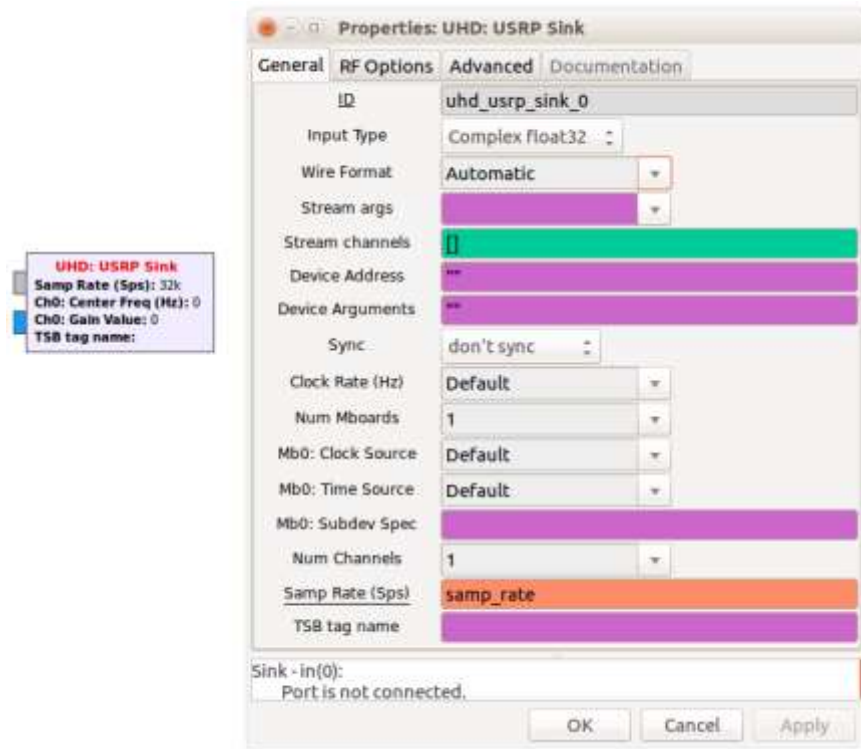 Properties: UHD: USRP Sink
General RF Options Advanced Documentation
ID uhd_usrp_sink_0
Input Type Complex float32
Wire Format Automatic
Stream args
Stream channels []
Device Address ""
Device Arguments ""
Sync don't sync
Clock Rate (Hz) Default
Num Mboards 1
Mb0: Clock Source Default
Mb0: Time Source Default
Mb0: Subdev Spec
Num Channels 1
Samp Rate (Sps) samp_rate
TSB tag name
Sink - in(0):
Port is not connected.
OK Cancel Apply
UHD: USRP Sink
Samp Rate (Sps): 32k
Ch0: Center Freq (Hz): 0
Ch0: Gain Value: 0
TSB tag name: